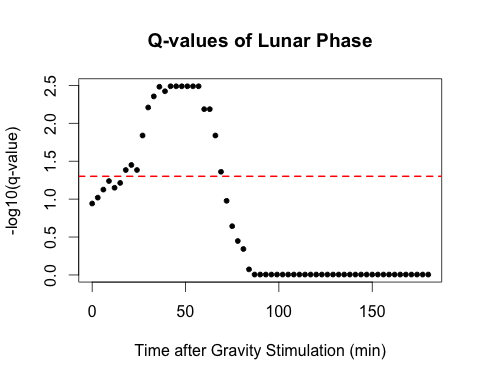 Q-values of Lunar Phase
-log10(q-value)
2.5
2.0
1.5
1.0
0.5
0.0
0 50 100 150
Time after Gravity Stimulation (min)